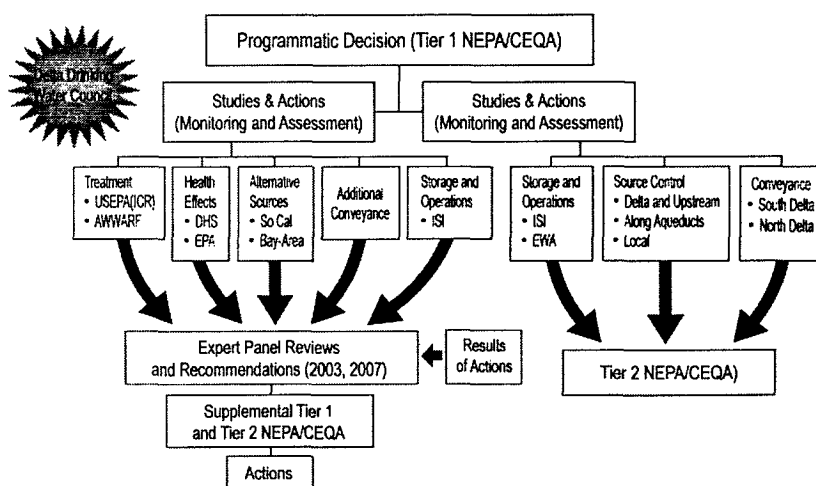 Programmatic Decision (Tier 1 NEPA/CEQA)
Delta Drinking
Water Council
Studies & Actions
(Monitoring and Assessment)
Studies & Actions
(Monitoring and Assessment)
Treatment
• USEPA(ICR)
• AWWARF
Health
Effects
• DHS
• EPA
Alternative
Sources
• So Cal
• Bay-Area
Additional
Conveyance
Storage and
Operations
• ISI
Storage and
Operations
• ISI
• EWA
Source Control
• Delta and Upstream
• Along Aqueducts
• Local
Conveyance
• South Delta
• North Delta
Expert Panel Reviews
and Recommendations (2003, 2007)
Results
of Actions
Tier 2 NEPA/CEQA)
Supplemental Tier 1
and Tier 2 NEPA/CEQA
Actions